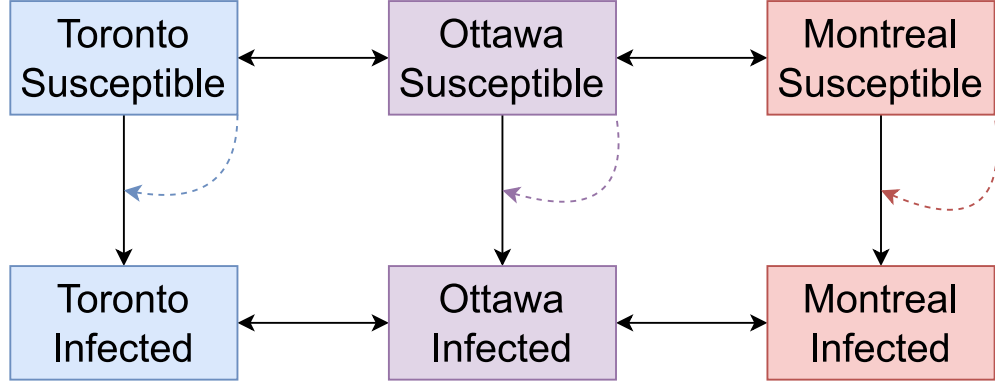 Toronto
Susceptible
Ottawa
Susceptible
Montreal
Susceptible
Toronto
Infected
Ottawa
Infected
Montreal
Infected